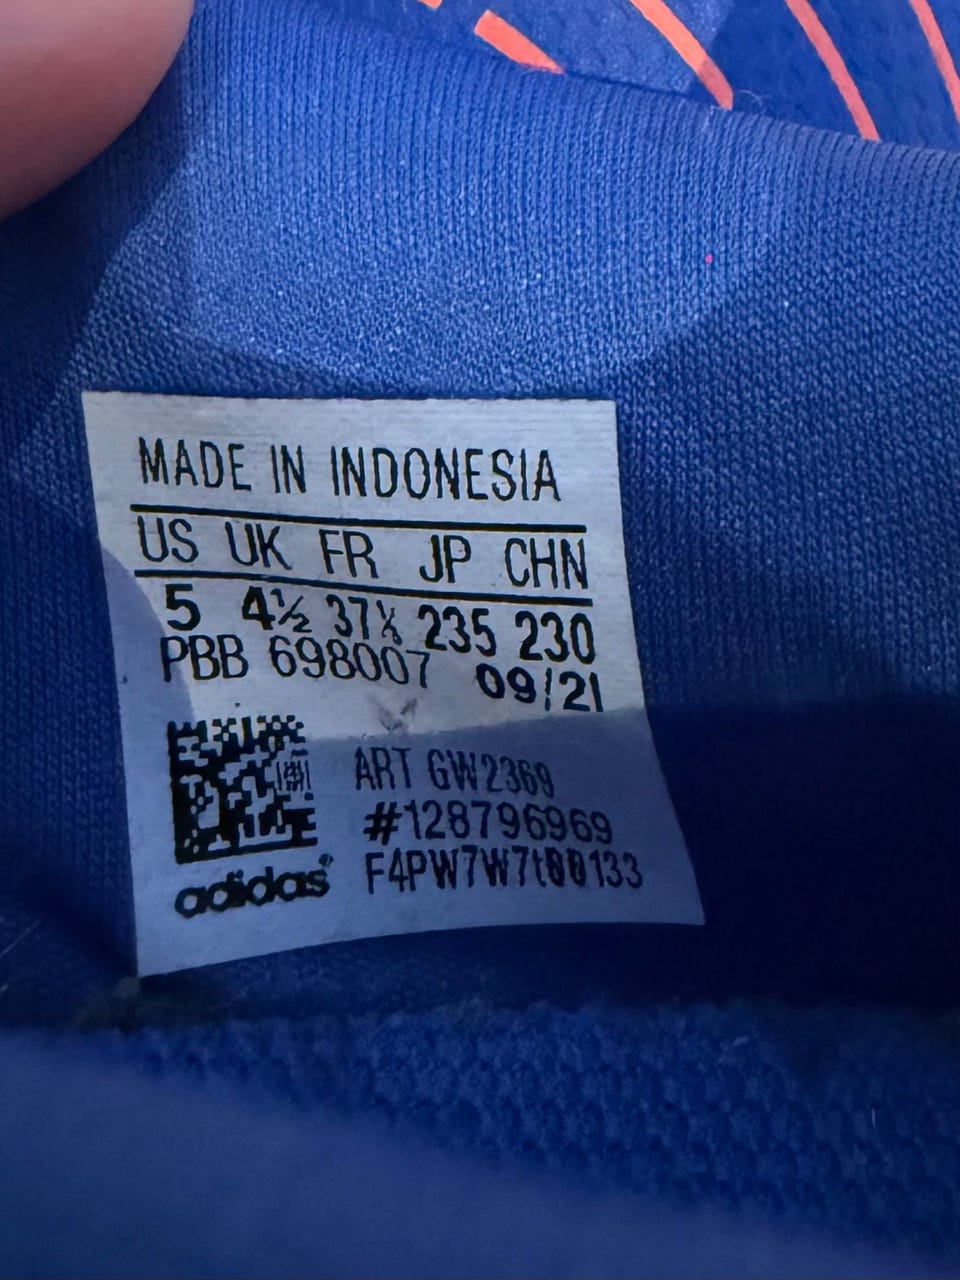 MADE IN INDONESIA
US UK FR JP CHN
5 4½ 37⅓ 235 230
PBB 698007 09/21
ART GW2369
#128796969
adidas